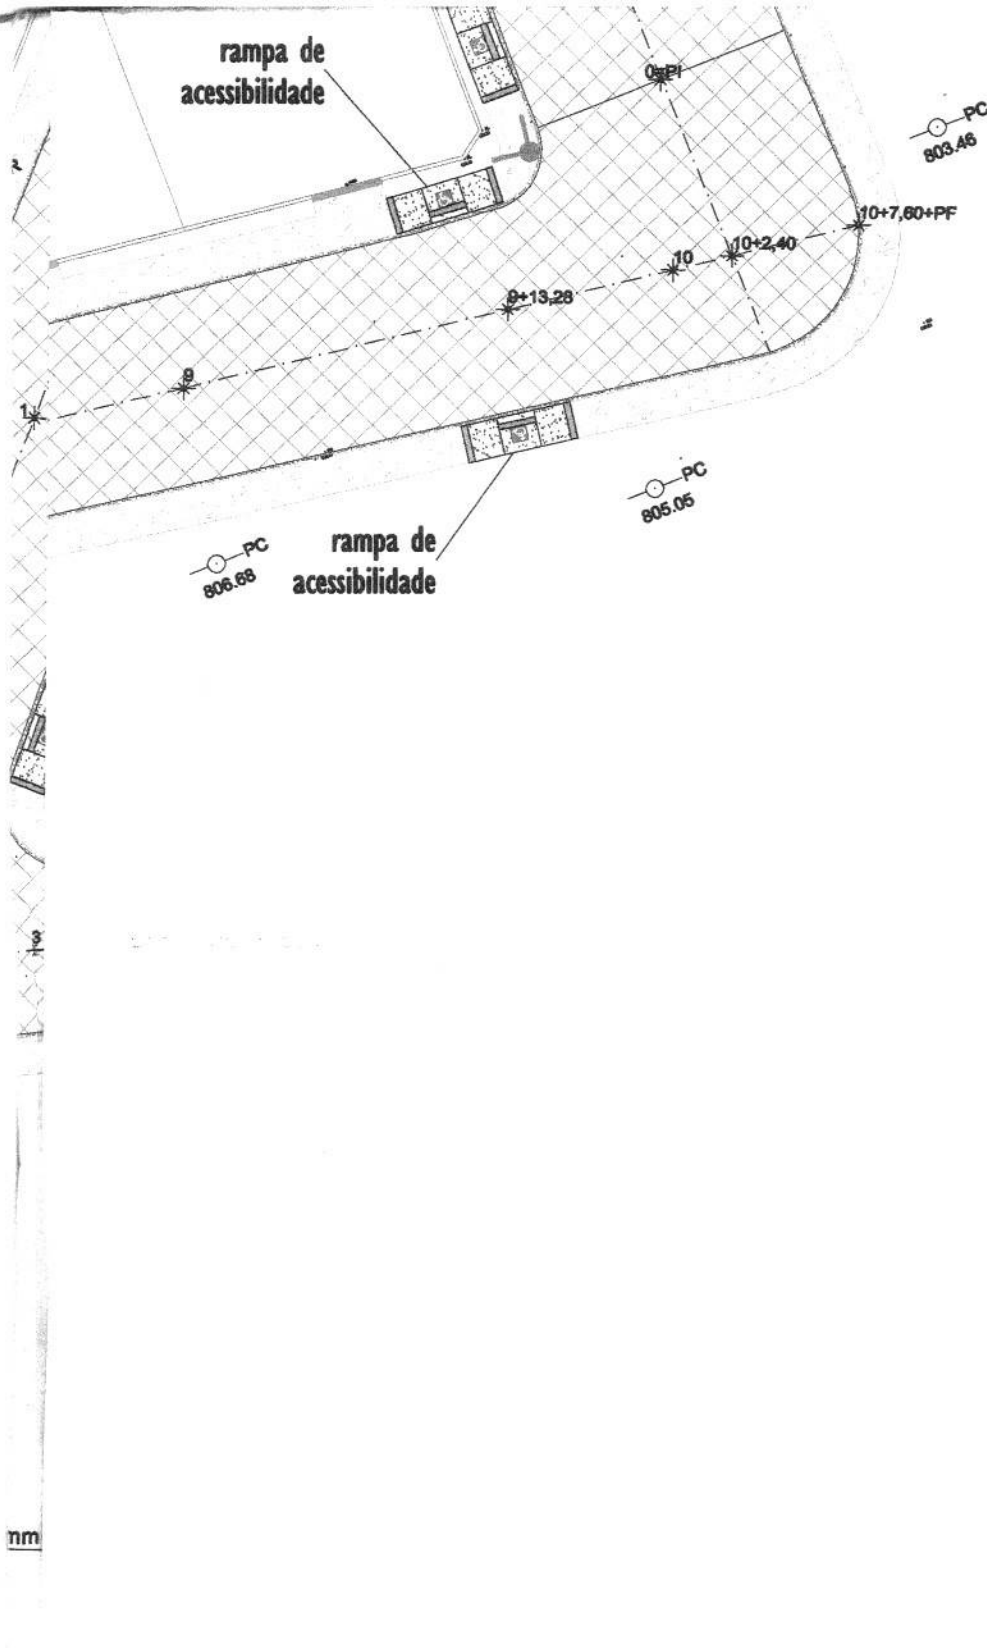 rampa de
acessibilidade
0=PI
PC
803.46
10+7,60=PF
10+2,40
10
9+13,28
9
1
PC
805.05
PC
806.68
rampa de
acessibilidade
3
mm